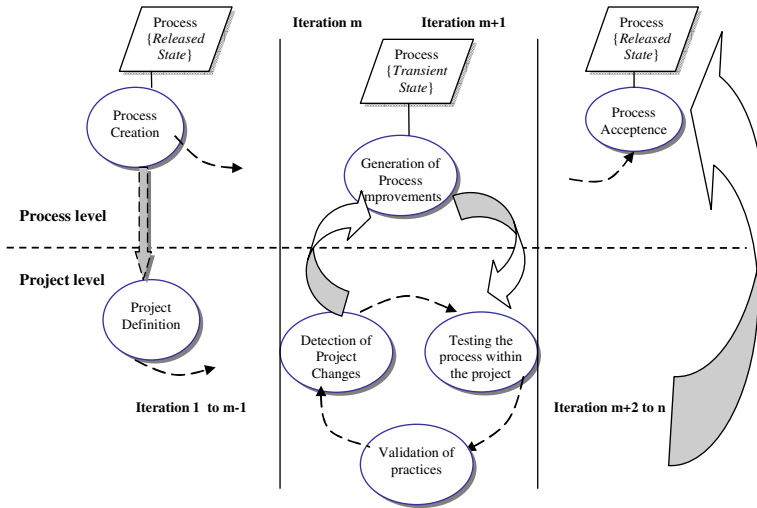 Process
{Released
State}
Process
Creation
Process level
Project level
Project
Definition
Iteration 1 to m-1
Iteration m
Iteration m+1
Process
{Transient
State}
Generation of
Process
Improvements
Detection of
Project
Changes
Testing the
process within
the project
Validation of
practices
Process
{Released
State}
Process
Acceptence
Iteration m+2 to n